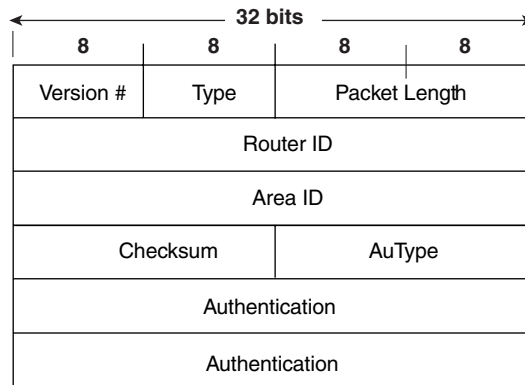 32 bits
8 8 8 8
Version # Type Packet Length
Router ID
Area ID
Checksum AuType
Authentication
Authentication